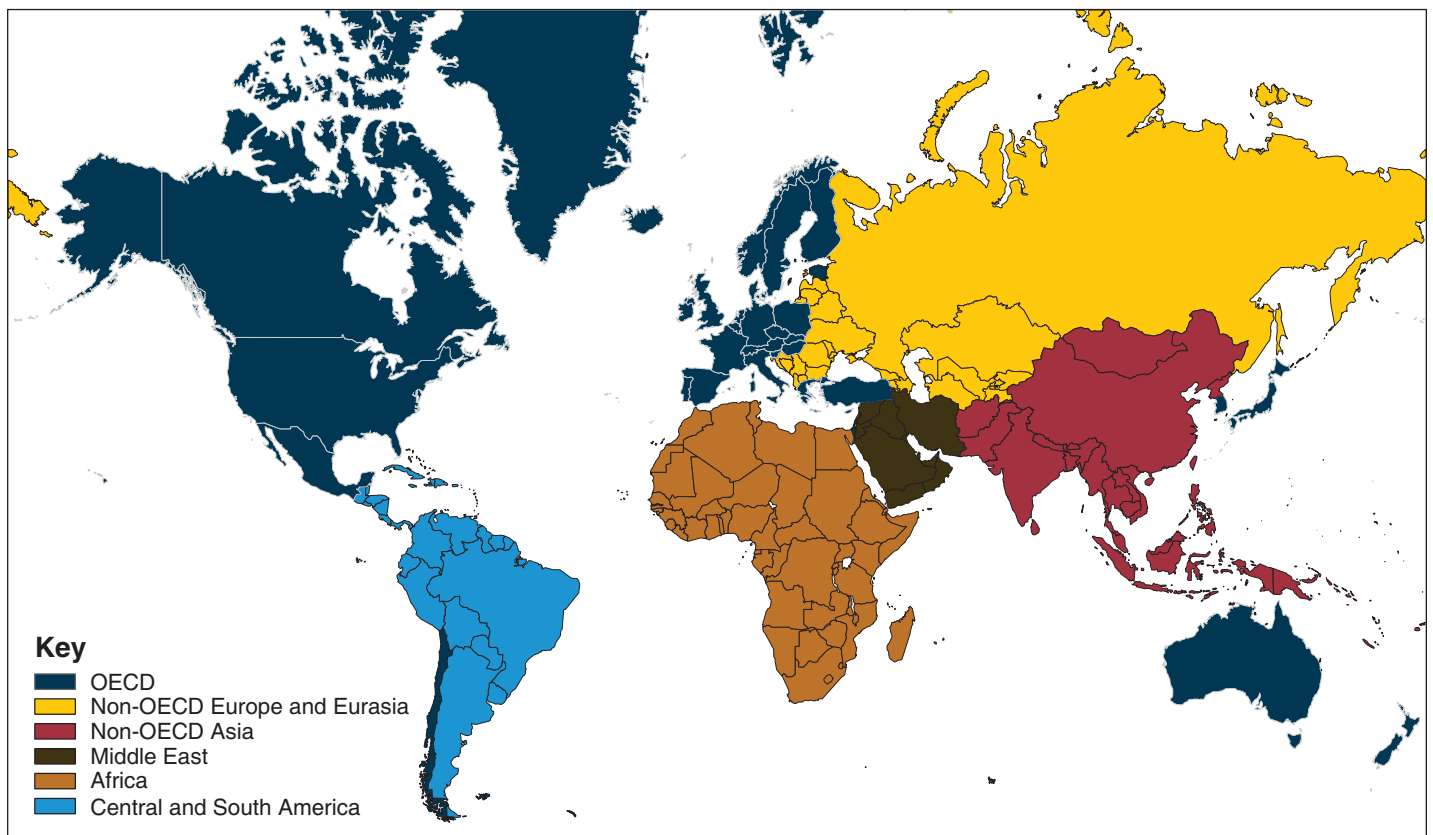 Key
OECD
Non-OECD Europe and Eurasia
Non-OECD Asia
Middle East
Africa
Central and South America